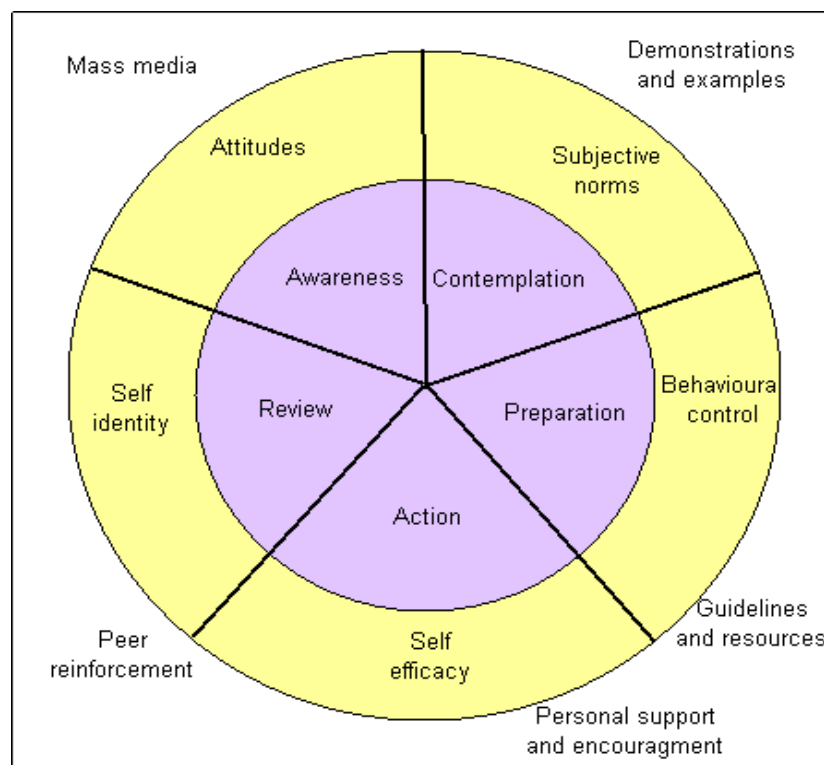 Mass media
Demonstrations
and examples
Attitudes
Subjective
norms
Awareness
Contemplation
Self
identity
Review
Preparation
Behavioura
control
Action
Guidelines
and resources
Peer
reinforcement
Self
efficacy
Personal support
and encouragment